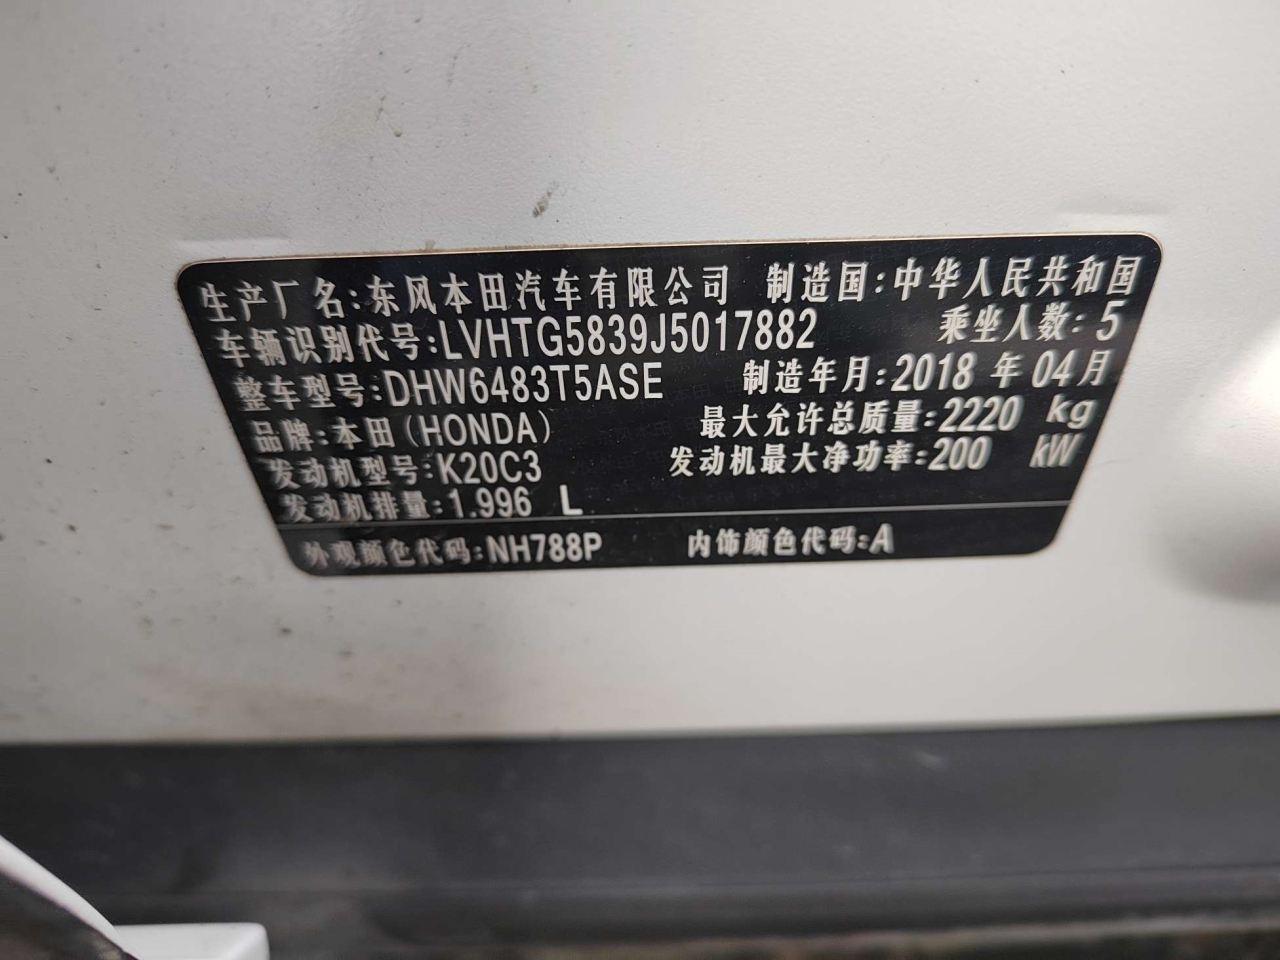 生产厂名:东风本田汽车有限公司 制造国:中华人民共和国
车辆识别代号:LVHTG5839J5017882 乘坐人数:5
整车型号:DHW6483T5ASE 制造年月:2018 年 04月
品牌:本田(HONDA) 最大允许总质量:2220 kg
发动机型号:K20C3 发动机最大净功率:200 kW
发动机排量:1.996 L
外观颜色代码:NH788P 内饰颜色代码:A